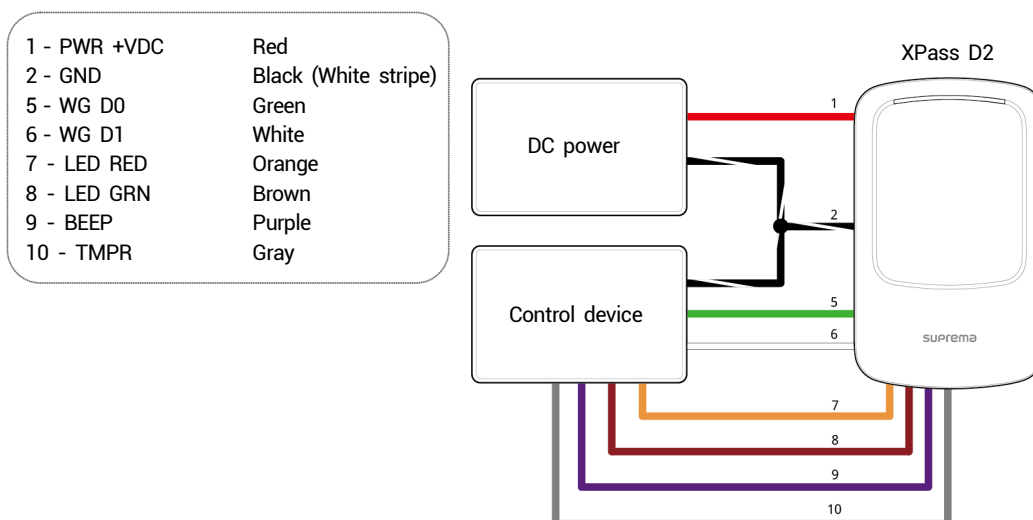 1 - PWR +VDC Red
2 - GND Black (White stripe)
5 - WG D0 Green
6 - WG D1 White
7 - LED RED Orange
8 - LED GRN Brown
9 - BEEP Purple
10 - TMPR Gray
XPass D2
DC power
1
2
Control device
5
6
suprema
7
8
9
10